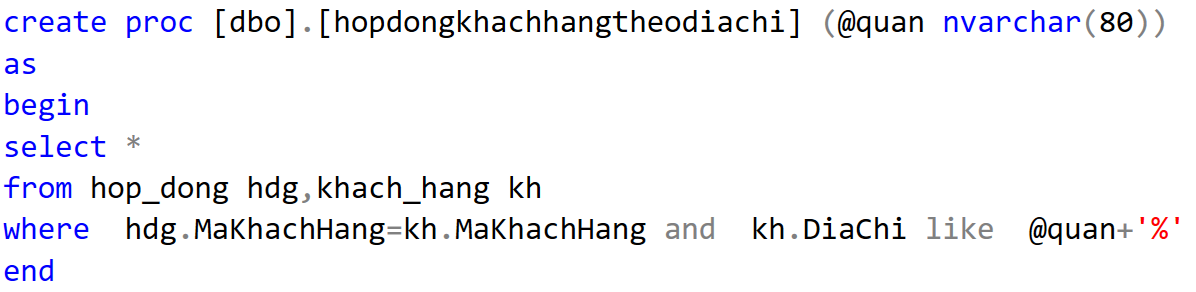 create proc [dbo].[hopdongkhachhangtheodiachi] (@quan nvarchar(80))
as
begin
select *
from hop_dong hdg,khach_hang kh
where  hdg.MaKhachHang=kh.MaKhachHang and  kh.DiaChi like  @quan+'%'
end